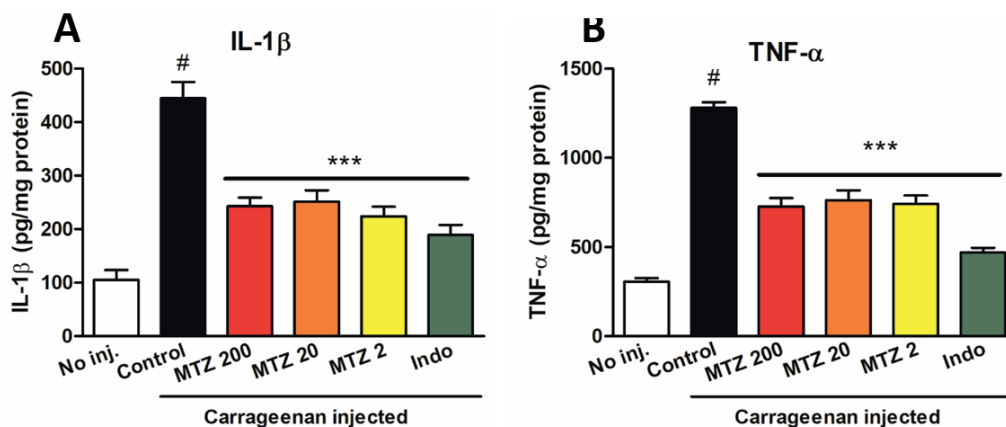 A
IL-1β
#
***
IL-1β (pg/mg protein)
500
400
300
200
100
0
No inj.
Control
MTZ 200
MTZ 20
MTZ 2
Indo
Carrageenan injected
B
TNF-α
#
***
TNF-α (pg/mg protein)
1500
1000
500
0
No inj.
Control
MTZ 200
MTZ 20
MTZ 2
Indo
Carrageenan injected